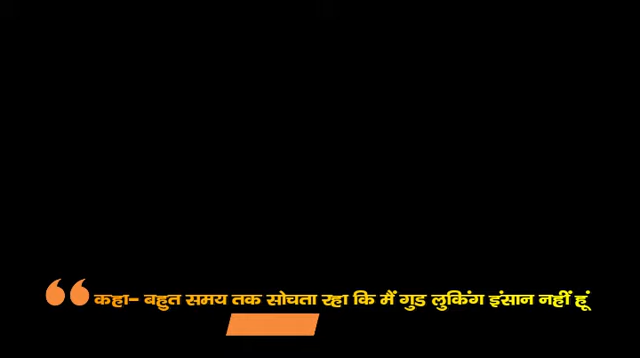 ❝ कहा- बहुत समय तक सोचता रहा कि मैं गुड लुकिंग इंसान नहीं हूं